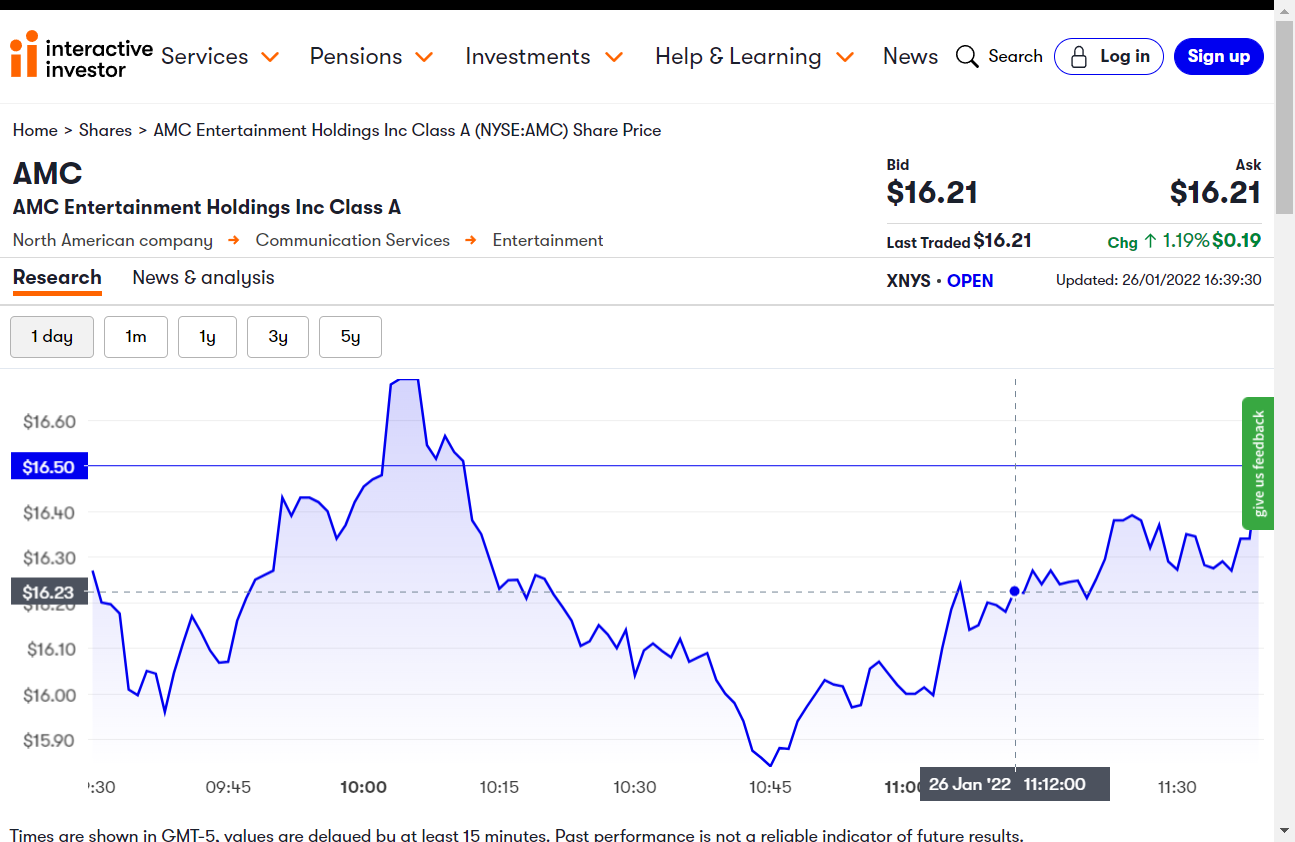 interactive
investor
Services Pensions Investments Help & Learning News Search Log in Sign up
Home > Shares > AMC Entertainment Holdings Inc Class A (NYSE:AMC) Share Price
AMC
AMC Entertainment Holdings Inc Class A
North American company → Communication Services → Entertainment
Bid Ask
$16.21 $16.21
Last Traded $16.21 Chg ↑ 1.19% $0.19
Research News & analysis
XNYS • OPEN Updated: 26/01/2022 16:39:30
1 day 1m 1y 3y 5y
$16.60
$16.50
$16.40
$16.30
$16.23
$16.20
$16.10
$16.00
$15.90
give us feedback
:30 09:45 10:00 10:15 10:30 10:45 11:00 26 Jan '22 11:12:00 11:30
Times are shown in GMT-5, values are delayed by at least 15 minutes. Past performance is not a reliable indicator of future results.